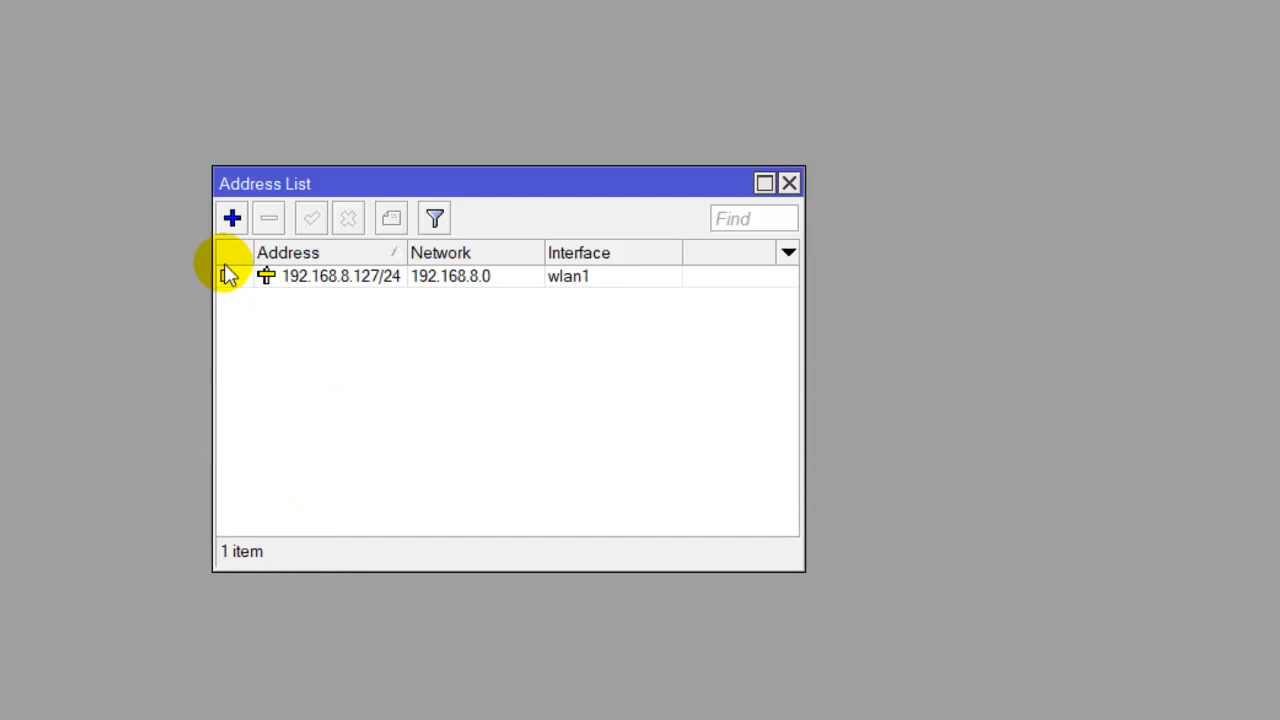 Address List
Find
Address Network Interface
192.168.8.127/24 192.168.8.0 wlan1
1 item